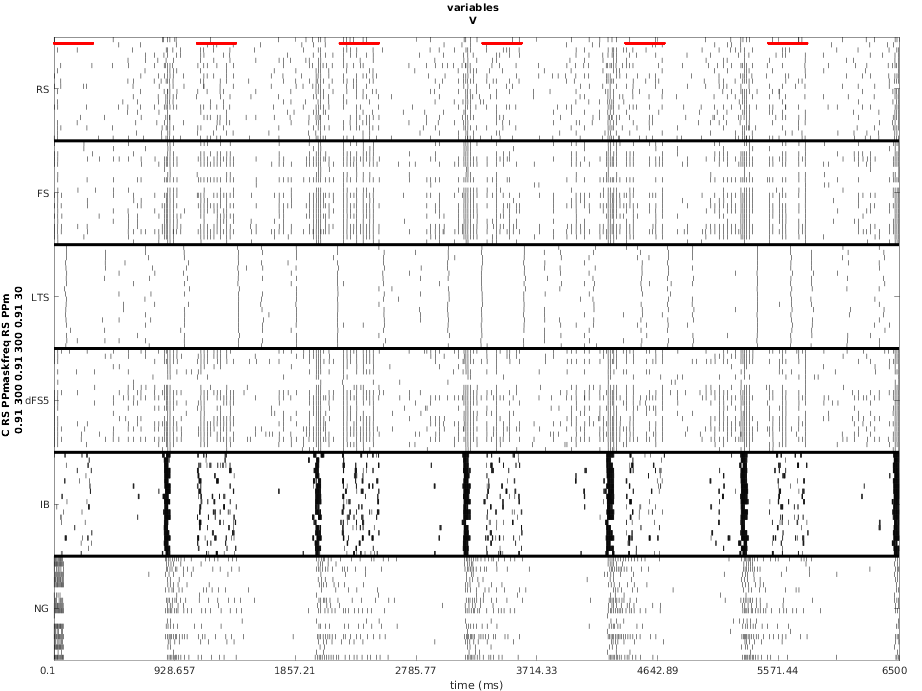 variables
V
RS
FS
LTS
dFS5
IB
NG
C RS PPmaskfreq RS PPm
0.91 300 0.91 300 0.91 30
0.1 928.657 1857.21 2785.77 3714.33 4642.89 5571.44 6500
time (ms)